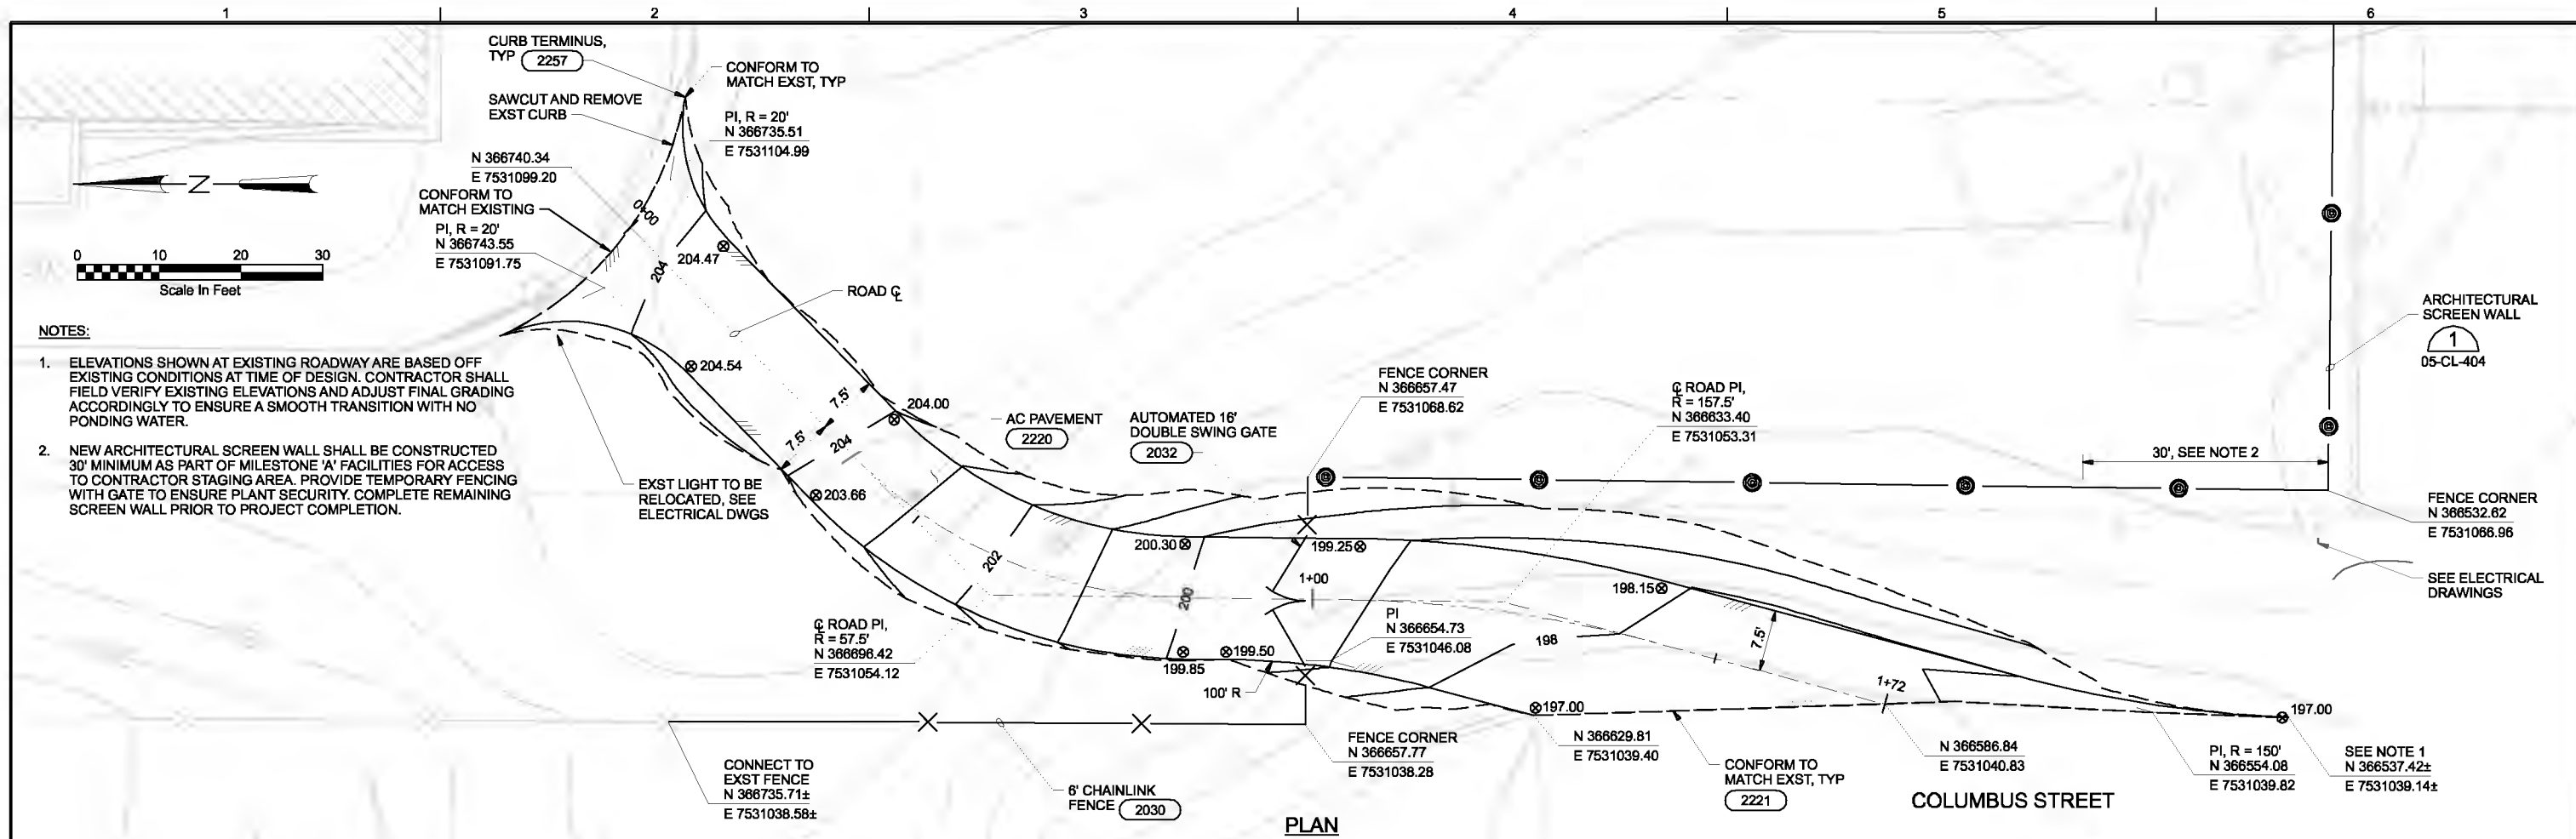 1 2 3 4 5 6
CURB TERMINUS,
TYP 2257
CONFORM TO
MATCH EXST, TYP
SAWCUT AND REMOVE
EXST CURB
PI, R = 20'
N 366735.51
E 7531104.99
N 366740.34
E 7531099.20
CONFORM TO
MATCH EXISTING
PI, R = 20'
N 366743.55
E 7531091.75
Z
0 10 20 30
Scale In Feet
0+00
204
204.47
ROAD ℄
NOTES:
1. ELEVATIONS SHOWN AT EXISTING ROADWAY ARE BASED OFF
EXISTING CONDITIONS AT TIME OF DESIGN. CONTRACTOR SHALL
FIELD VERIFY EXISTING ELEVATIONS AND ADJUST FINAL GRADING
ACCORDINGLY TO ENSURE A SMOOTH TRANSITION WITH NO
PONDING WATER.
2. NEW ARCHITECTURAL SCREEN WALL SHALL BE CONSTRUCTED
30' MINIMUM AS PART OF MILESTONE 'A' FACILITIES FOR ACCESS
TO CONTRACTOR STAGING AREA. PROVIDE TEMPORARY FENCING
WITH GATE TO ENSURE PLANT SECURITY. COMPLETE REMAINING
SCREEN WALL PRIOR TO PROJECT COMPLETION.
204.54
7.5'
7.5'
204
204.00
203.66
EXST LIGHT TO BE
RELOCATED, SEE
ELECTRICAL DWGS
AC PAVEMENT
2220
AUTOMATED 16'
DOUBLE SWING GATE
2032
FENCE CORNER
N 366657.47
E 7531068.62
℄ ROAD PI,
R = 157.5'
N 366633.40
E 7531053.31
ARCHITECTURAL
SCREEN WALL
1
05-CL-404
30', SEE NOTE 2
FENCE CORNER
N 366532.62
E 7531066.96
SEE ELECTRICAL
DRAWINGS
202
200.30
199.25
200
1+00
198.15
198
7.5'
℄ ROAD PI,
R = 57.5'
N 366696.42
E 7531054.12
199.85
199.50
100' R
PI
N 366654.73
E 7531046.08
1+72
197.00
197.00
CONNECT TO
EXST FENCE
N 366735.71±
E 7531038.58±
6' CHAINLINK
FENCE 2030
FENCE CORNER
N 366657.77
E 7531038.28
N 366629.81
E 7531039.40
CONFORM TO
MATCH EXST, TYP
2221
N 366586.84
E 7531040.83
COLUMBUS STREET
PI, R = 150'
N 366554.08
E 7531039.82
SEE NOTE 1
N 366537.42±
E 7531039.14±
PLAN